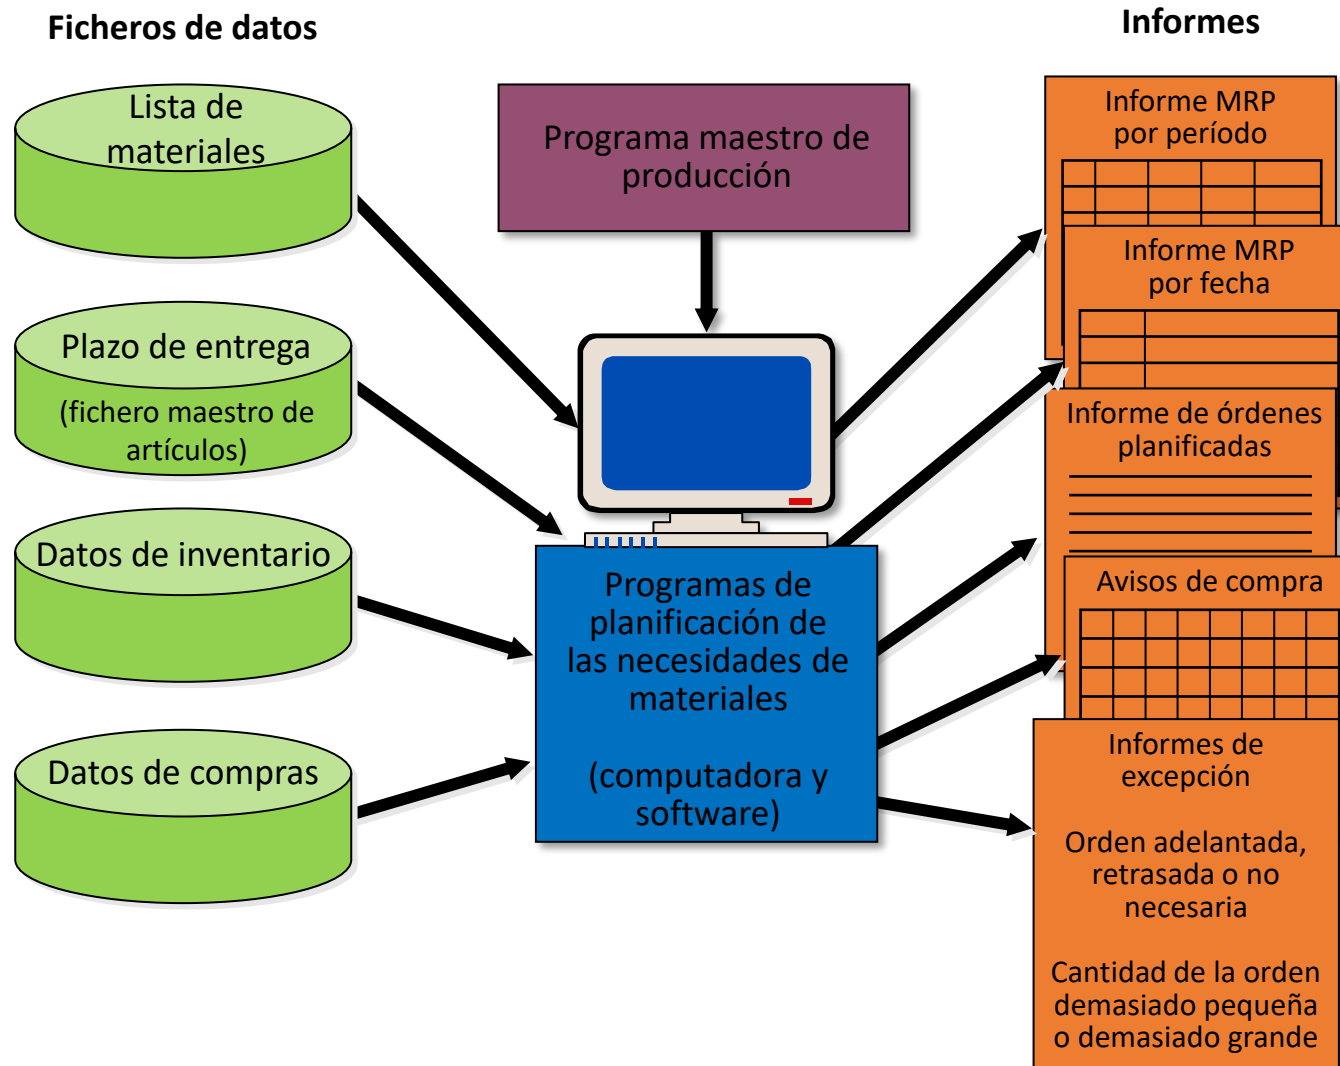 Ficheros de datos
Lista de
materiales
Plazo de entrega
(fichero maestro de
artículos)
Datos de inventario
Datos de compras
Programa maestro de
producción
Programas de
planificación de
las necesidades de
materiales
(computadora y
software)
Informes
Informe MRP
por período
Informe MRP
por fecha
Informe de órdenes
planificadas
Avisos de compra
Informes de
excepción
Orden adelantada,
retrasada o no
necesaria
Cantidad de la orden
demasiado pequeña
o demasiado grande